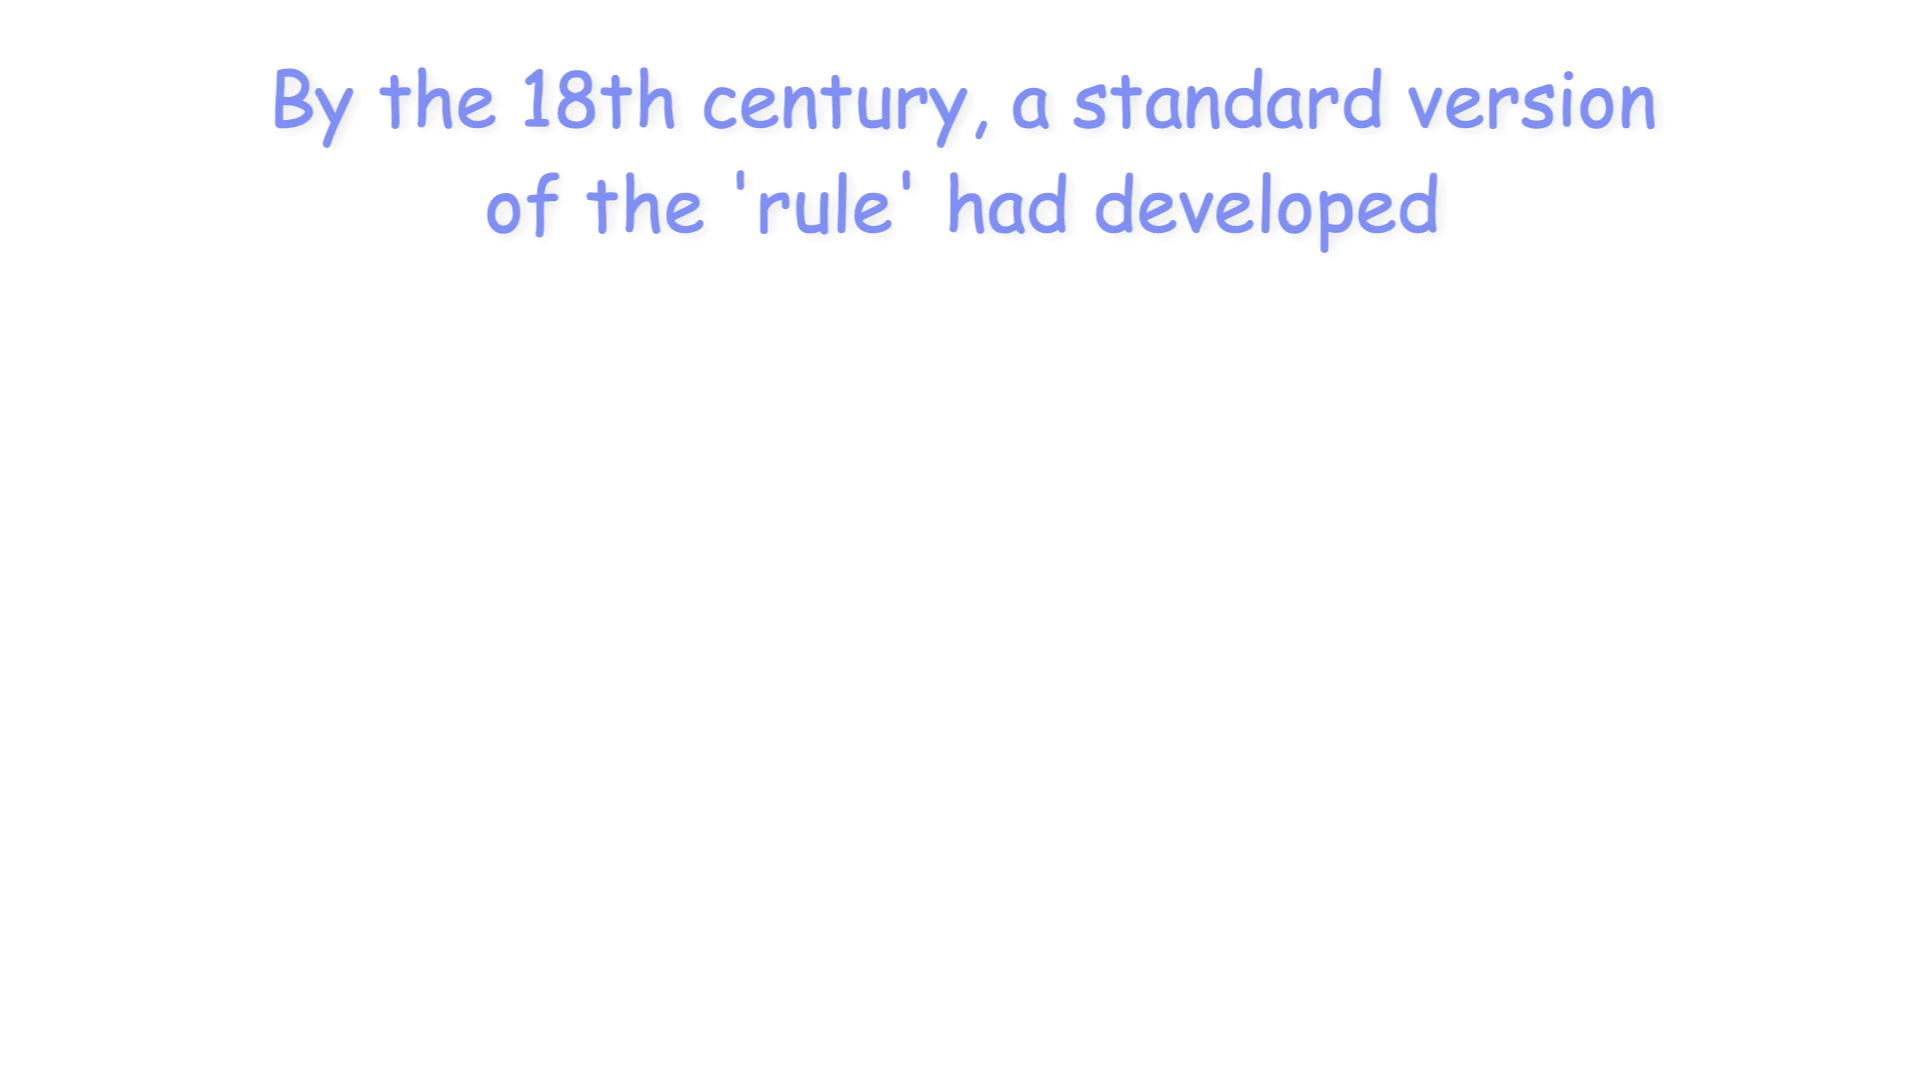 By the 18th century, a standard version
of the 'rule' had developed